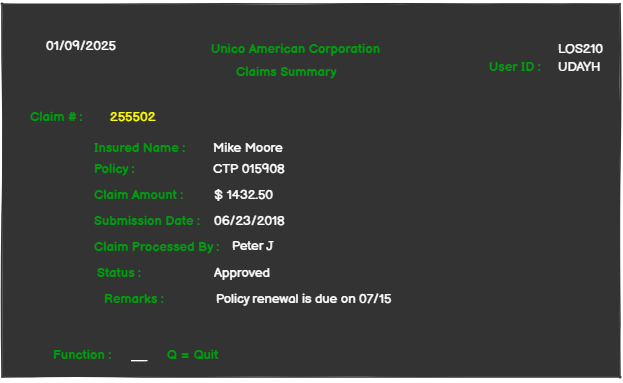 01/09/2025 Unico American Corporation LOS210
Claims Summary User ID : UDAYH
Claim # : 255502
Insured Name : Mike Moore
Policy : CTP 015908
Claim Amount : $ 1432.50
Submission Date : 06/23/2018
Claim Processed By : Peter J
Status : Approved
Remarks : Policy renewal is due on 07/15
Function : __ Q = Quit